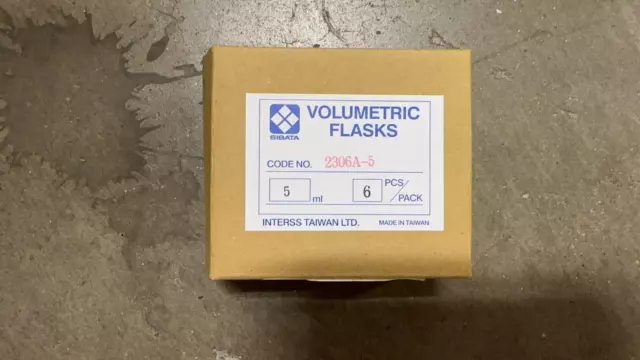 VOLUMETRIC
FLASKS
SIBATA
CODE NO. 2306A-5
5 ml 6 PCS/PACK
INTERSS TAIWAN LTD. MADE IN TAIWAN